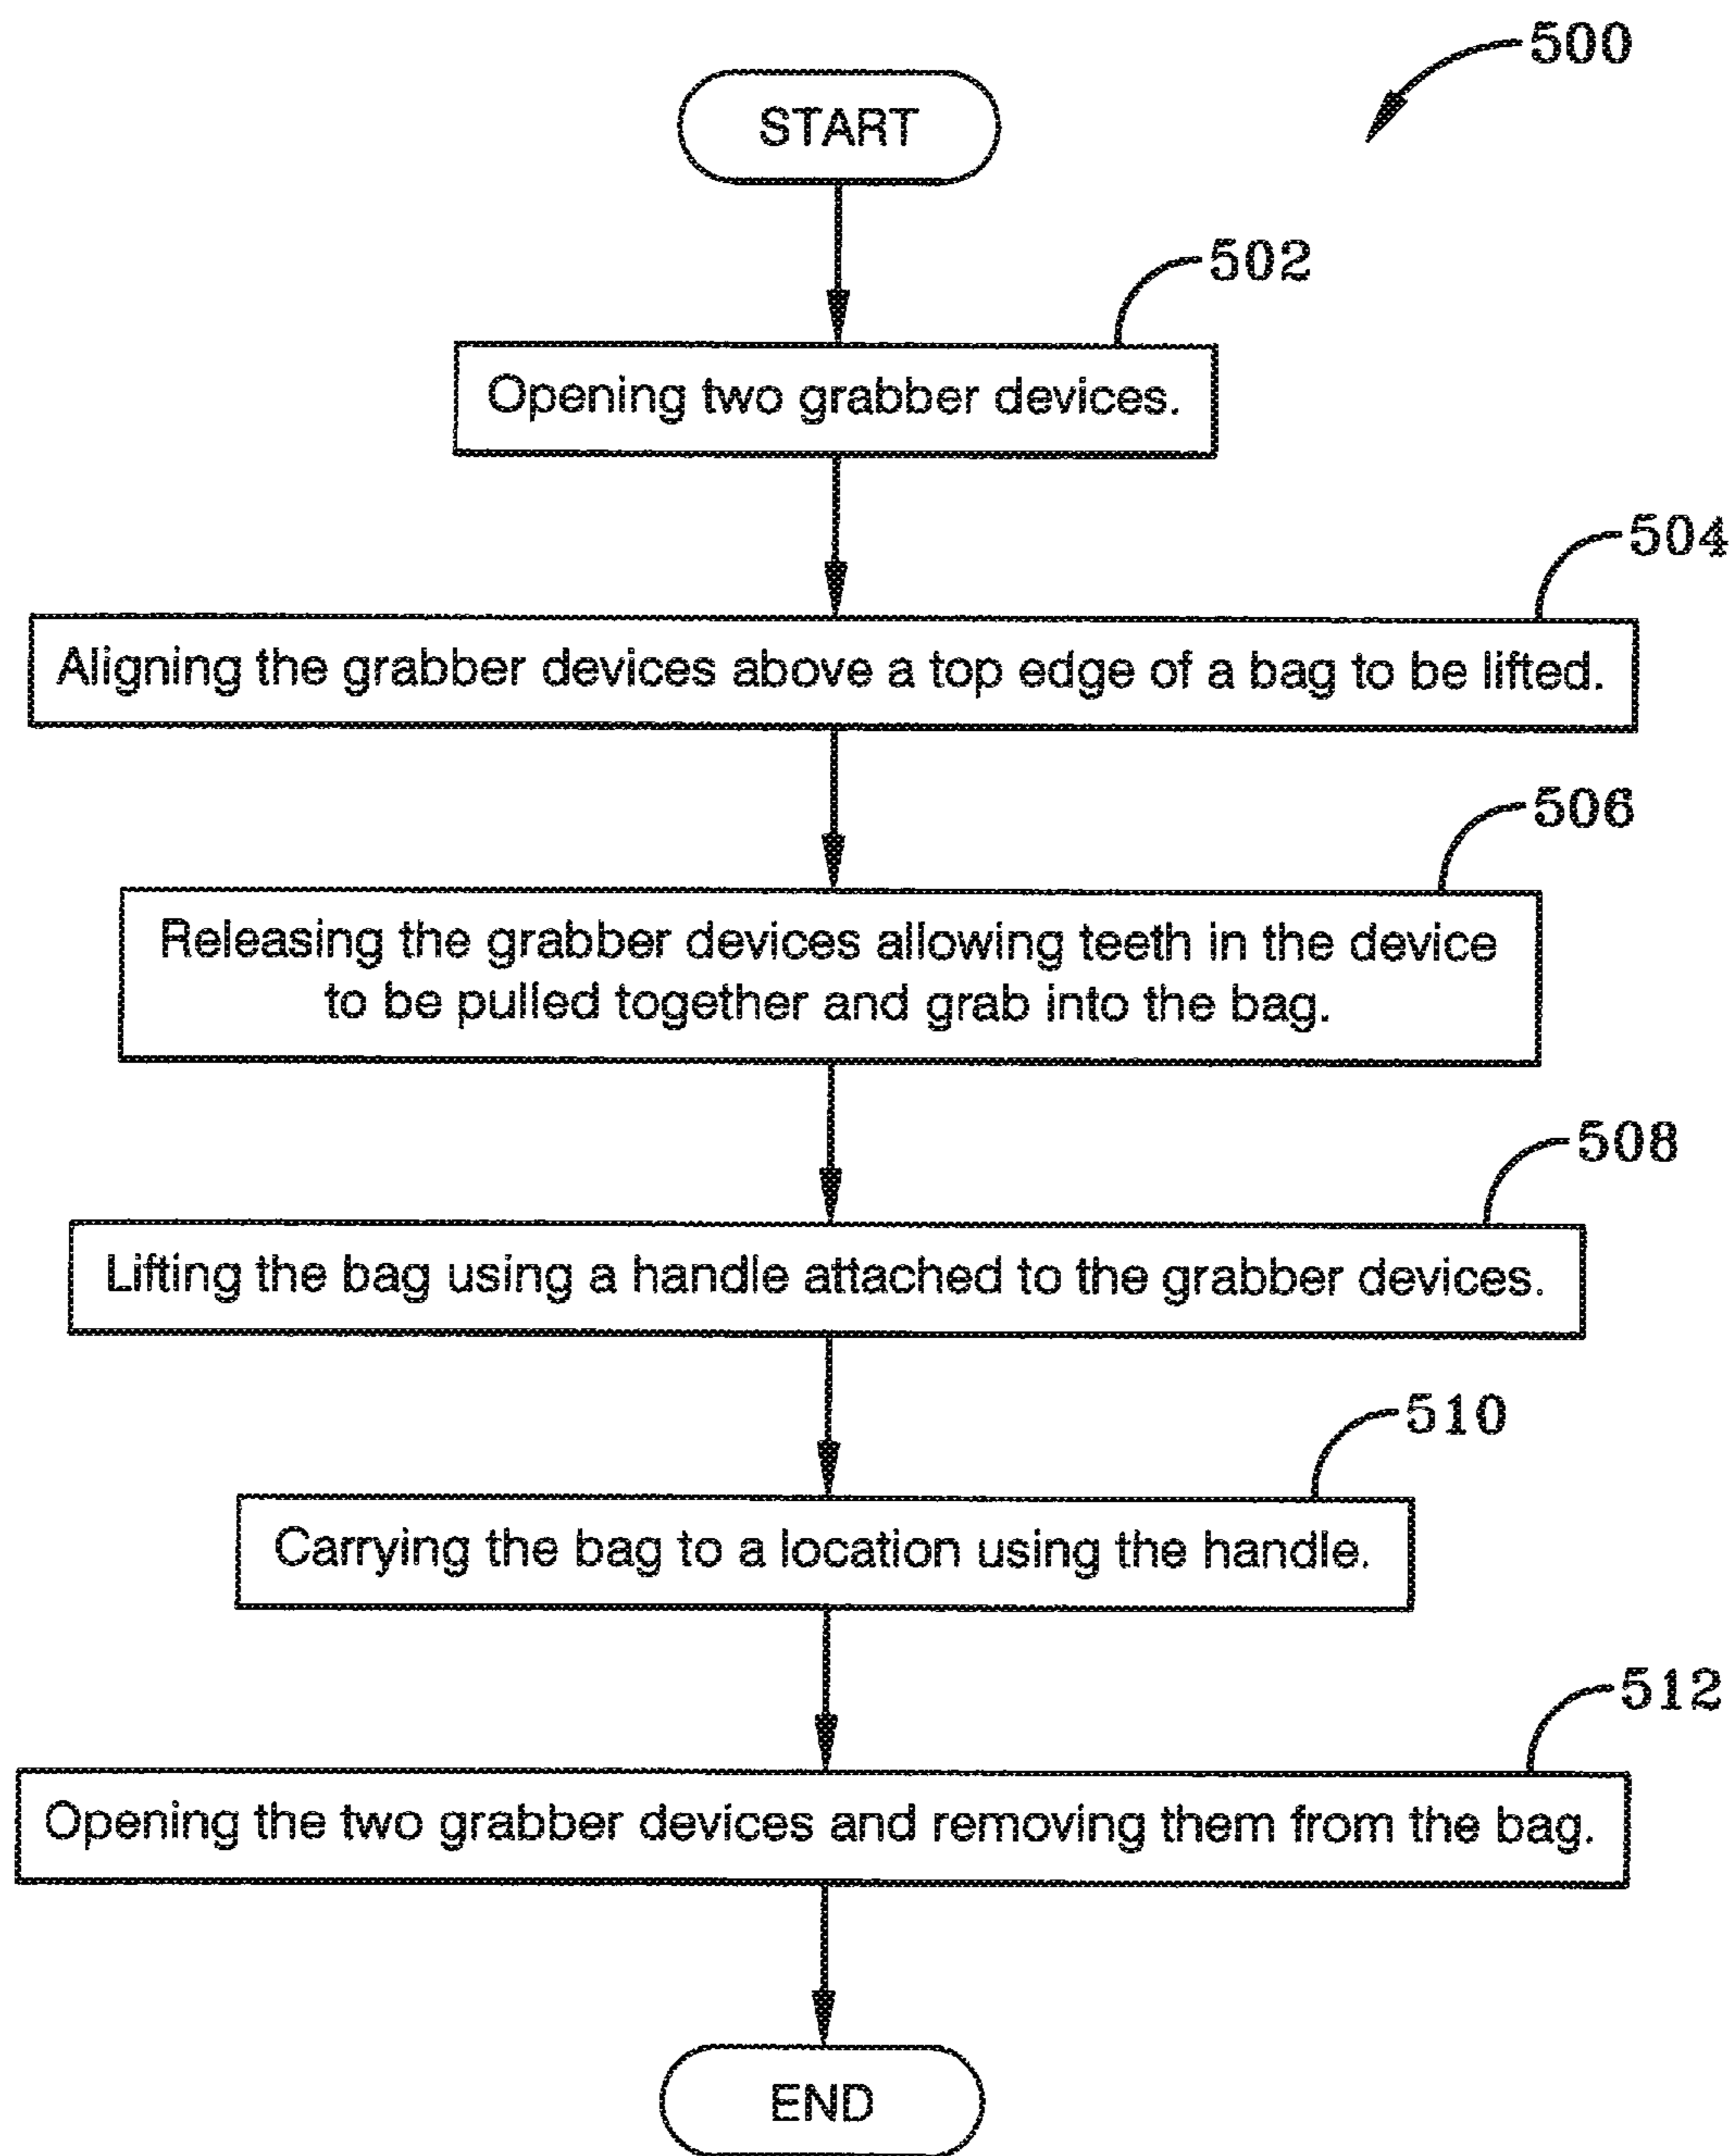 500
START
502
Opening two grabber devices.
504
Aligning the grabber devices above a top edge of a bag to be lifted.
506
Releasing the grabber devices allowing teeth in the device
to be pulled together and grab into the bag.
508
Lifting the bag using a handle attached to the grabber devices.
510
Carrying the bag to a location using the handle.
512
Opening the two grabber devices and removing them from the bag.
END